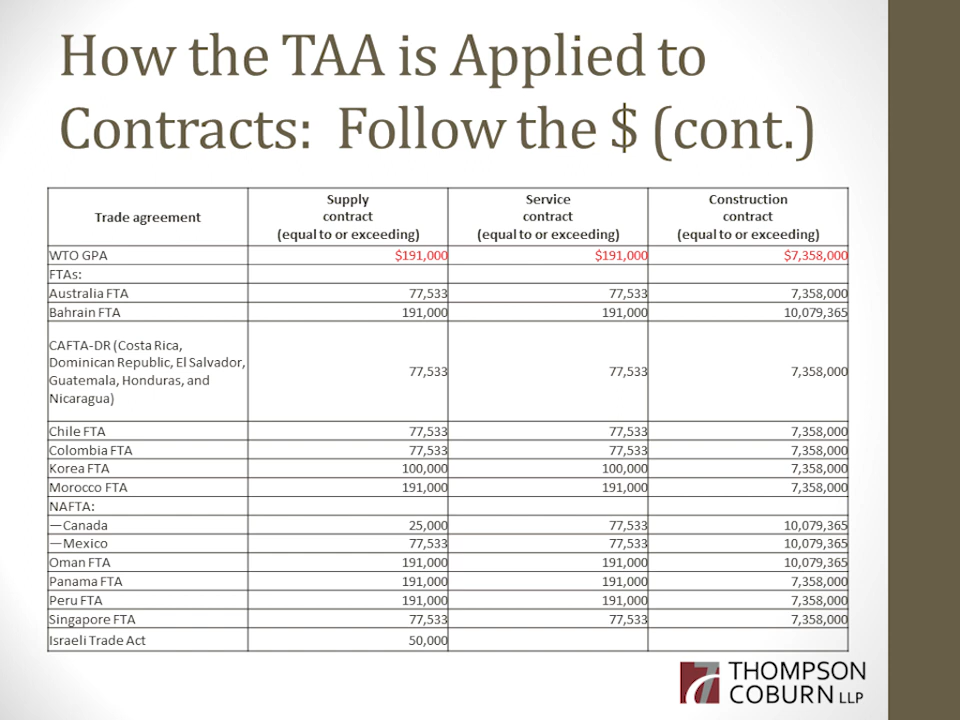 How the TAA is Applied to
Contracts: Follow the $ (cont.)
Trade agreement
Supply
contract
(equal to or exceeding)
Service
contract
(equal to or exceeding)
Construction
contract
(equal to or exceeding)
WTO GPA $191,000 $191,000 $7,358,000
FTAs:
Australia FTA 77,533 77,533 7,358,000
Bahrain FTA 191,000 191,000 10,079,365
CAFTA-DR (Costa Rica,
Dominican Republic, El Salvador,
Guatemala, Honduras, and
Nicaragua)
77,533 77,533 7,358,000
Chile FTA 77,533 77,533 7,358,000
Colombia FTA 77,533 77,533 7,358,000
Korea FTA 100,000 100,000 7,358,000
Morocco FTA 191,000 191,000 7,358,000
NAFTA:
—Canada 25,000 77,533 10,079,365
—Mexico 77,533 77,533 10,079,365
Oman FTA 191,000 191,000 10,079,365
Panama FTA 191,000 191,000 7,358,000
Peru FTA 191,000 191,000 7,358,000
Singapore FTA 77,533 77,533 7,358,000
Israeli Trade Act 50,000
THOMPSON
COBURN LLP